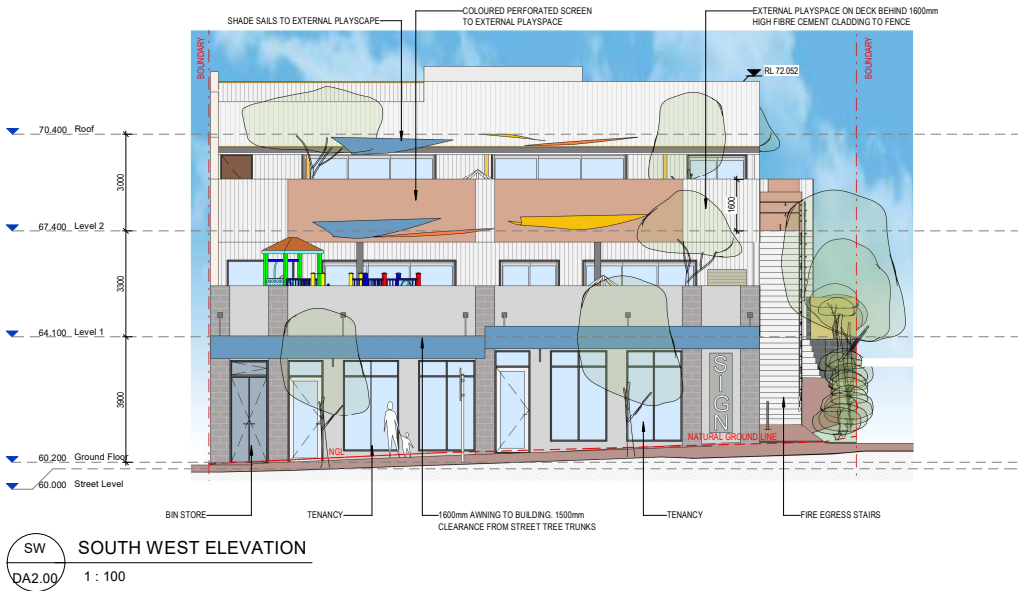 COLOURED PERFORATED SCREEN
TO EXTERNAL PLAYSPACE
EXTERNAL PLAYSPACE ON DECK BEHIND 1600mm
HIGH FIBRE CEMENT CLADDING TO FENCE
SHADE SAILS TO EXTERNAL PLAYSCAPE
BOUNDARY
BOUNDARY
RL 72.052
70.400 Roof
3000
1600
67.400 Level 2
3300
64.100 Level 1
3900
SIGN
NATURAL GROUND LINE
NGL
60.200 Ground Floor
60.000 Street Level
BIN STORE
TENANCY
1600mm AWNING TO BUILDING. 1500mm
CLEARANCE FROM STREET TREE TRUNKS
TENANCY
FIRE EGRESS STAIRS
SW
SOUTH WEST ELEVATION
DA2.00
1 : 100